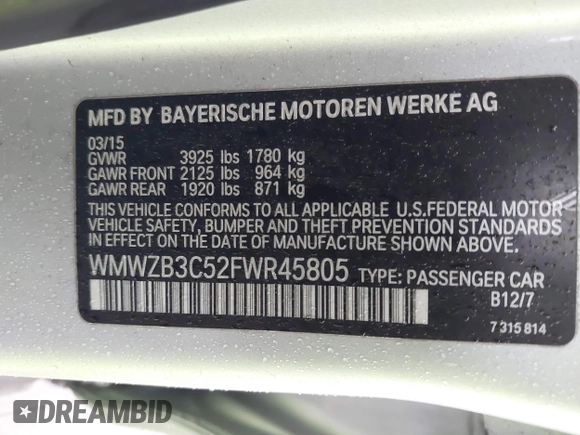 MFD BY BAYERISCHE MOTOREN WERKE AG
03/15
GVWR 3925 lbs 1780 kg
GAWR FRONT 2125 lbs 964 kg
GAWR REAR 1920 lbs 871 kg
THIS VEHICLE CONFORMS TO ALL APPLICABLE U.S.FEDERAL MOTOR
VEHICLE SAFETY, BUMPER AND THEFT PREVENTION STANDARDS
IN EFFECT ON THE DATE OF MANUFACTURE SHOWN ABOVE.
WMWZB3C52FWR45805 TYPE: PASSENGER CAR
B12/7
7 315 814
DREAMBID